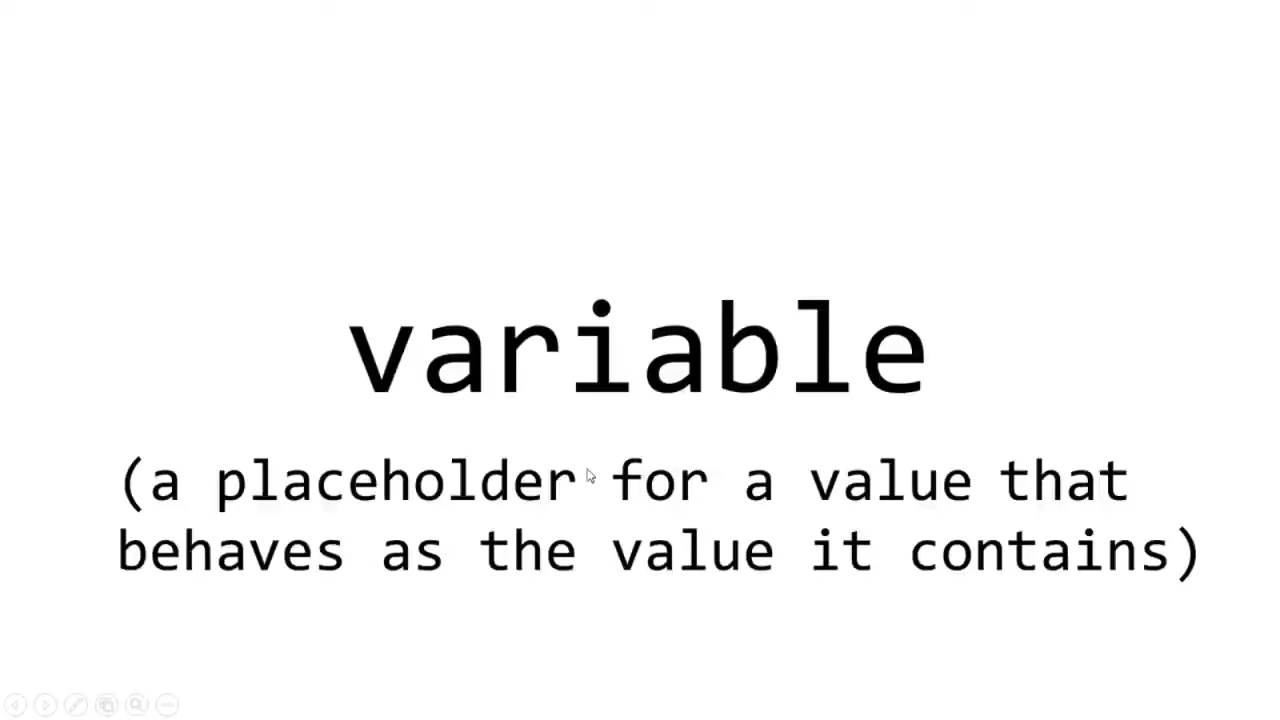 variable
(a placeholder for a value that
behaves as the value it contains)